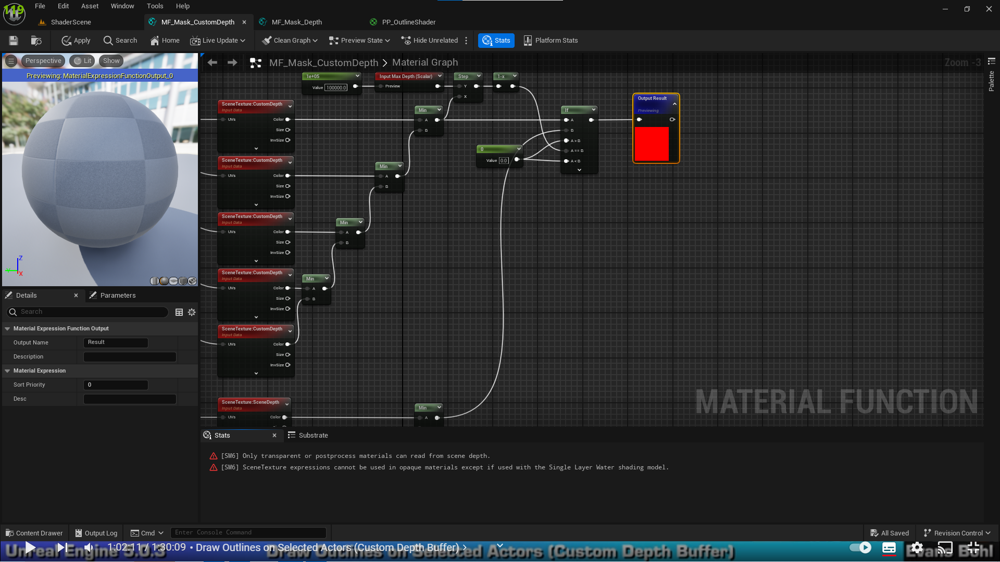 119
File Edit Asset Window Tools Help
ShaderScene MF_Mask_CustomDepth MF_Mask_Depth PP_OutlineShader
Apply Search Home Live Update Clean Graph Preview State Hide Unrelated Stats Platform Stats
Perspective Lit Show
Previewing: MaterialExpressionFunctionOutput_0
MF_Mask_CustomDepth > Material Graph
Zoom -3
Palette
1e+05
Value 100000.0
Input Max Depth (Scalar)
Preview
Step
Y
X
1-x
SceneTexture:CustomDepth
Input Data
UVs Color
Size
InvSize
Min
A
B
If
A
B
A > B
A == B
A < B
Output Result
Previewing
0
Value 0.0
SceneTexture:CustomDepth
Input Data
UVs Color
Size
InvSize
Min
A
B
SceneTexture:CustomDepth
Input Data
UVs Color
Size
InvSize
Min
A
B
SceneTexture:CustomDepth
Input Data
UVs Color
Size
InvSize
Min
A
B
SceneTexture:CustomDepth
Input Data
UVs Color
Size
InvSize
SceneTexture:SceneDepth
Input Data
UVs Color
Min
A
MATERIAL FUNCTION
Z
Y
X
Details Parameters
Search
Material Expression Function Output
Output Name Result
Description
Material Expression
Sort Priority 0
Desc
Stats Substrate
[SM6] Only transparent or postprocess materials can read from scene depth.
[SM6] SceneTexture expressions cannot be used in opaque materials except if used with the Single Layer Water shading model.
Content Drawer Output Log Cmd Enter Console Command All Saved Revision Control
1:02:11 / 1:30:09 • Draw Outlines on Selected Actors (Custom Depth Buffer) >
Unreal Engine 5.0.3 Draw Outlines on Selected Actors (Custom Depth Buffer) Evans Bohl